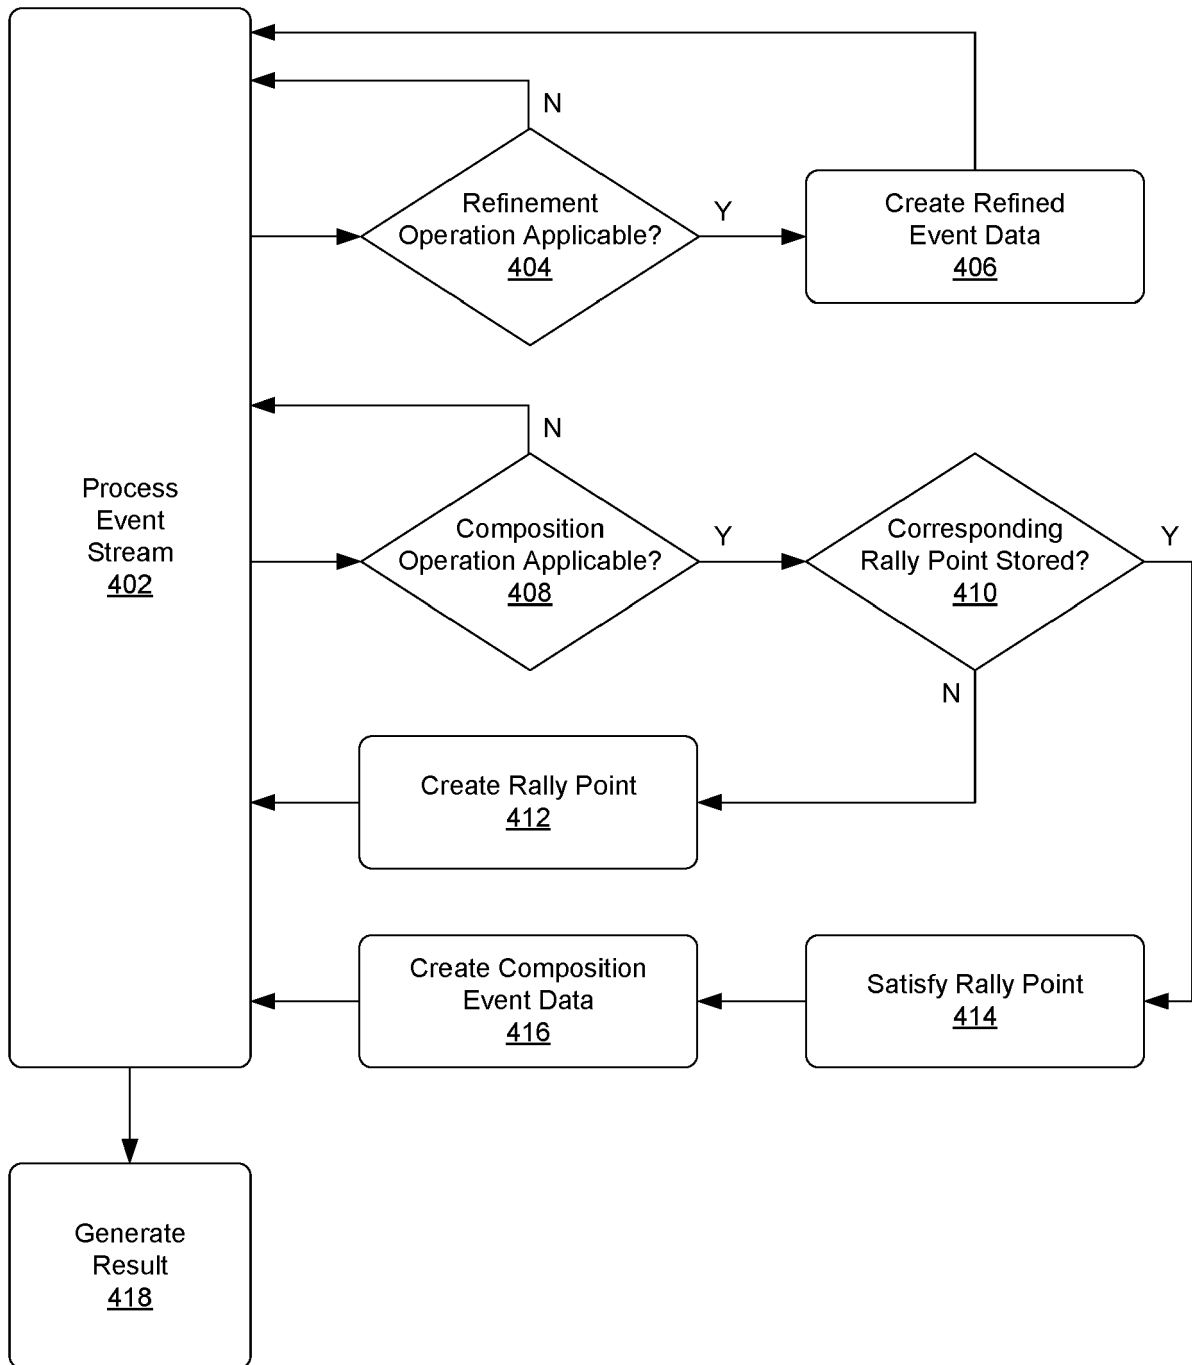 N
Refinement
Operation Applicable?
404
Y
Create Refined
Event Data
406
Process
Event
Stream
402
N
Composition
Operation Applicable?
408
Y
Corresponding
Rally Point Stored?
410
Y
N
Create Rally Point
412
Create Composition
Event Data
416
Satisfy Rally Point
414
Generate
Result
418